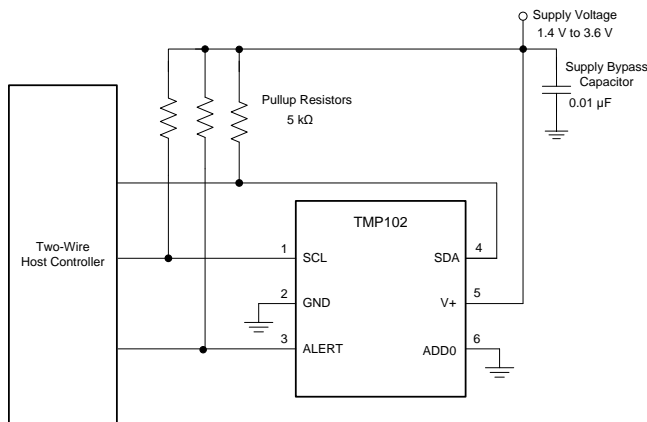 Supply Voltage
1.4 V to 3.6 V
Supply Bypass
Capacitor
0.01 µF
Pullup Resistors
5 kΩ
Two-Wire
Host Controller
TMP102
1
SCL
SDA
4
2
GND
V+
5
3
ALERT
ADD0
6